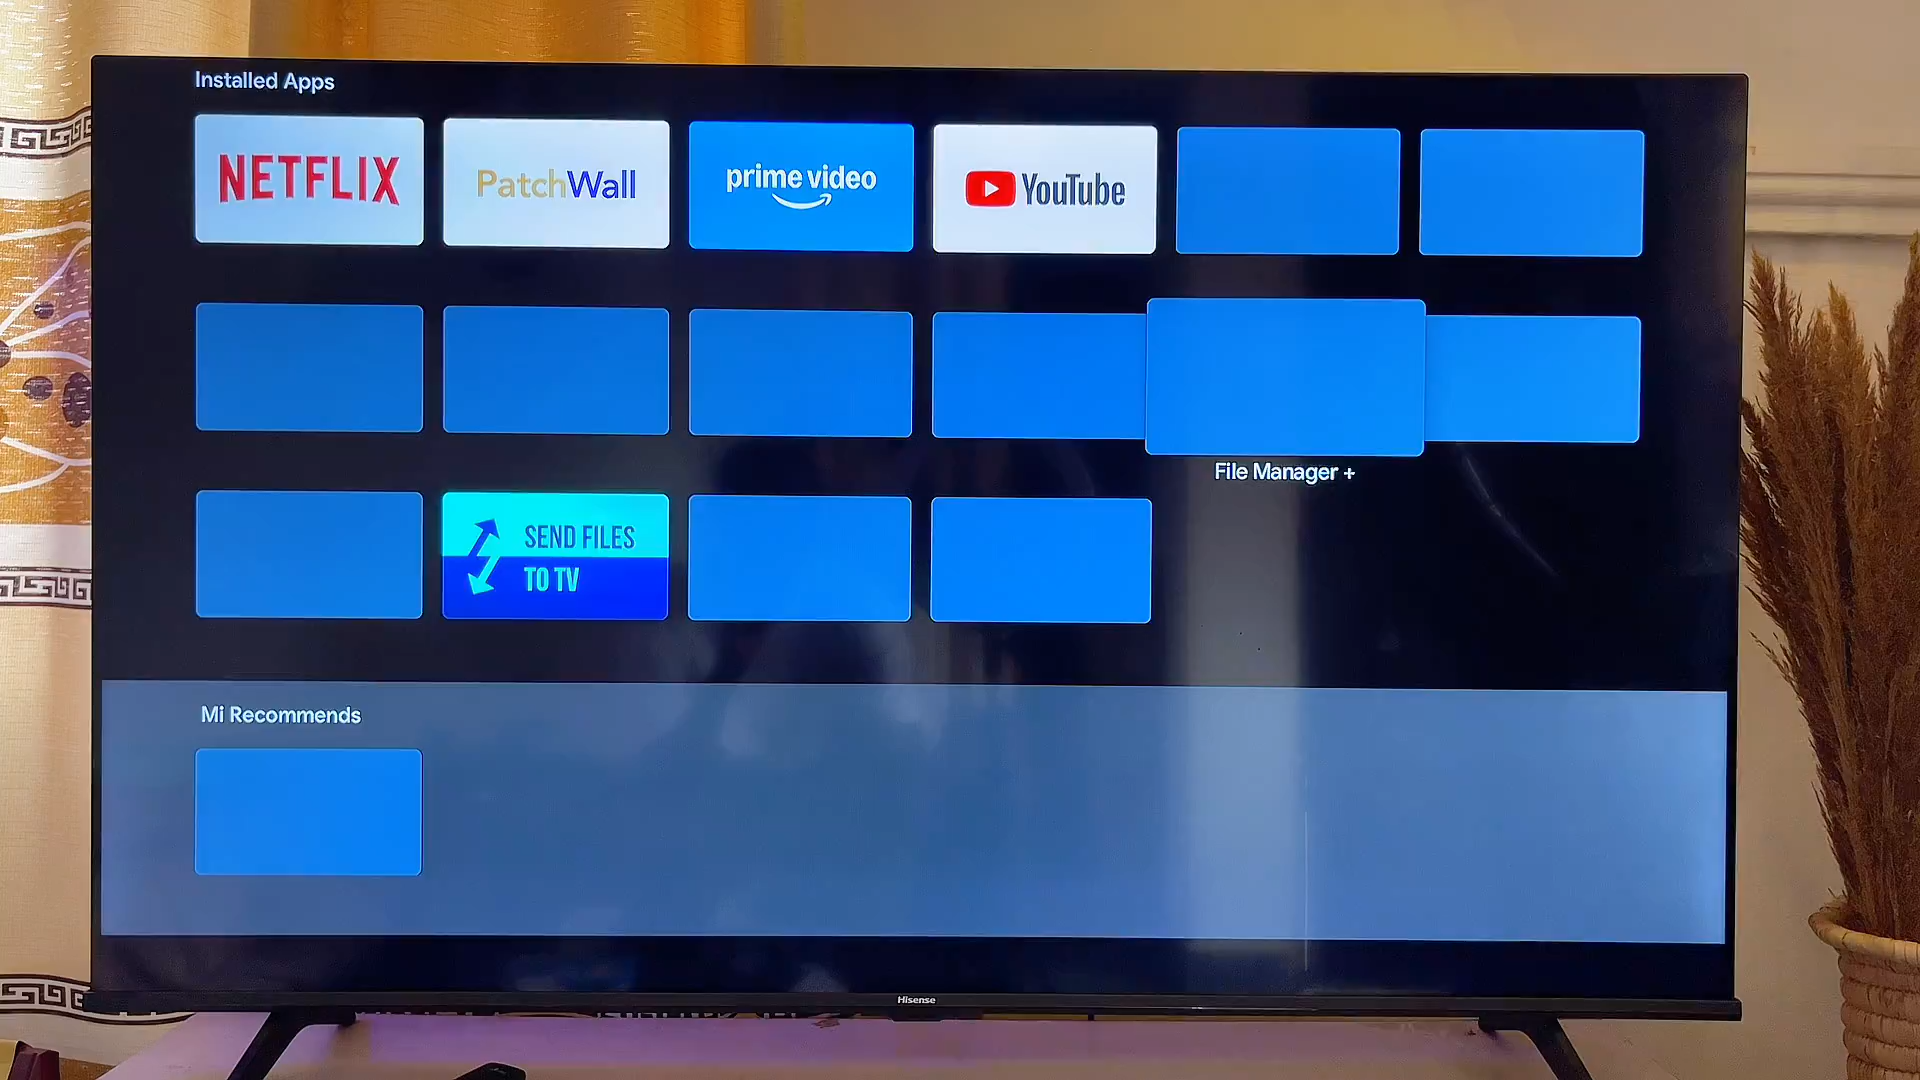 Installed Apps
NETFLIX
PatchWall
prime video
YouTube
File Manager +
SEND FILES
TO TV
Mi Recommends
Hisense